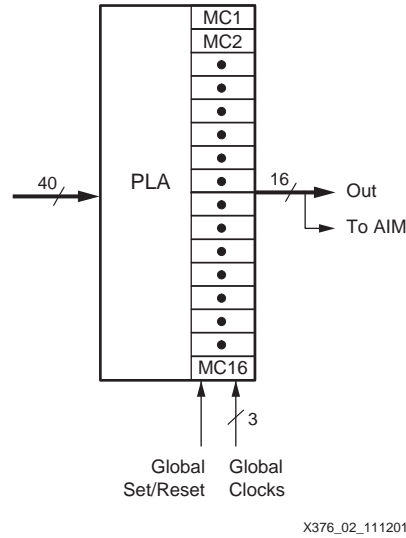 MC1
MC2
40
PLA
16
Out
To AIM
MC16
3
Global Global
Set/Reset Clocks
X376_02_111201